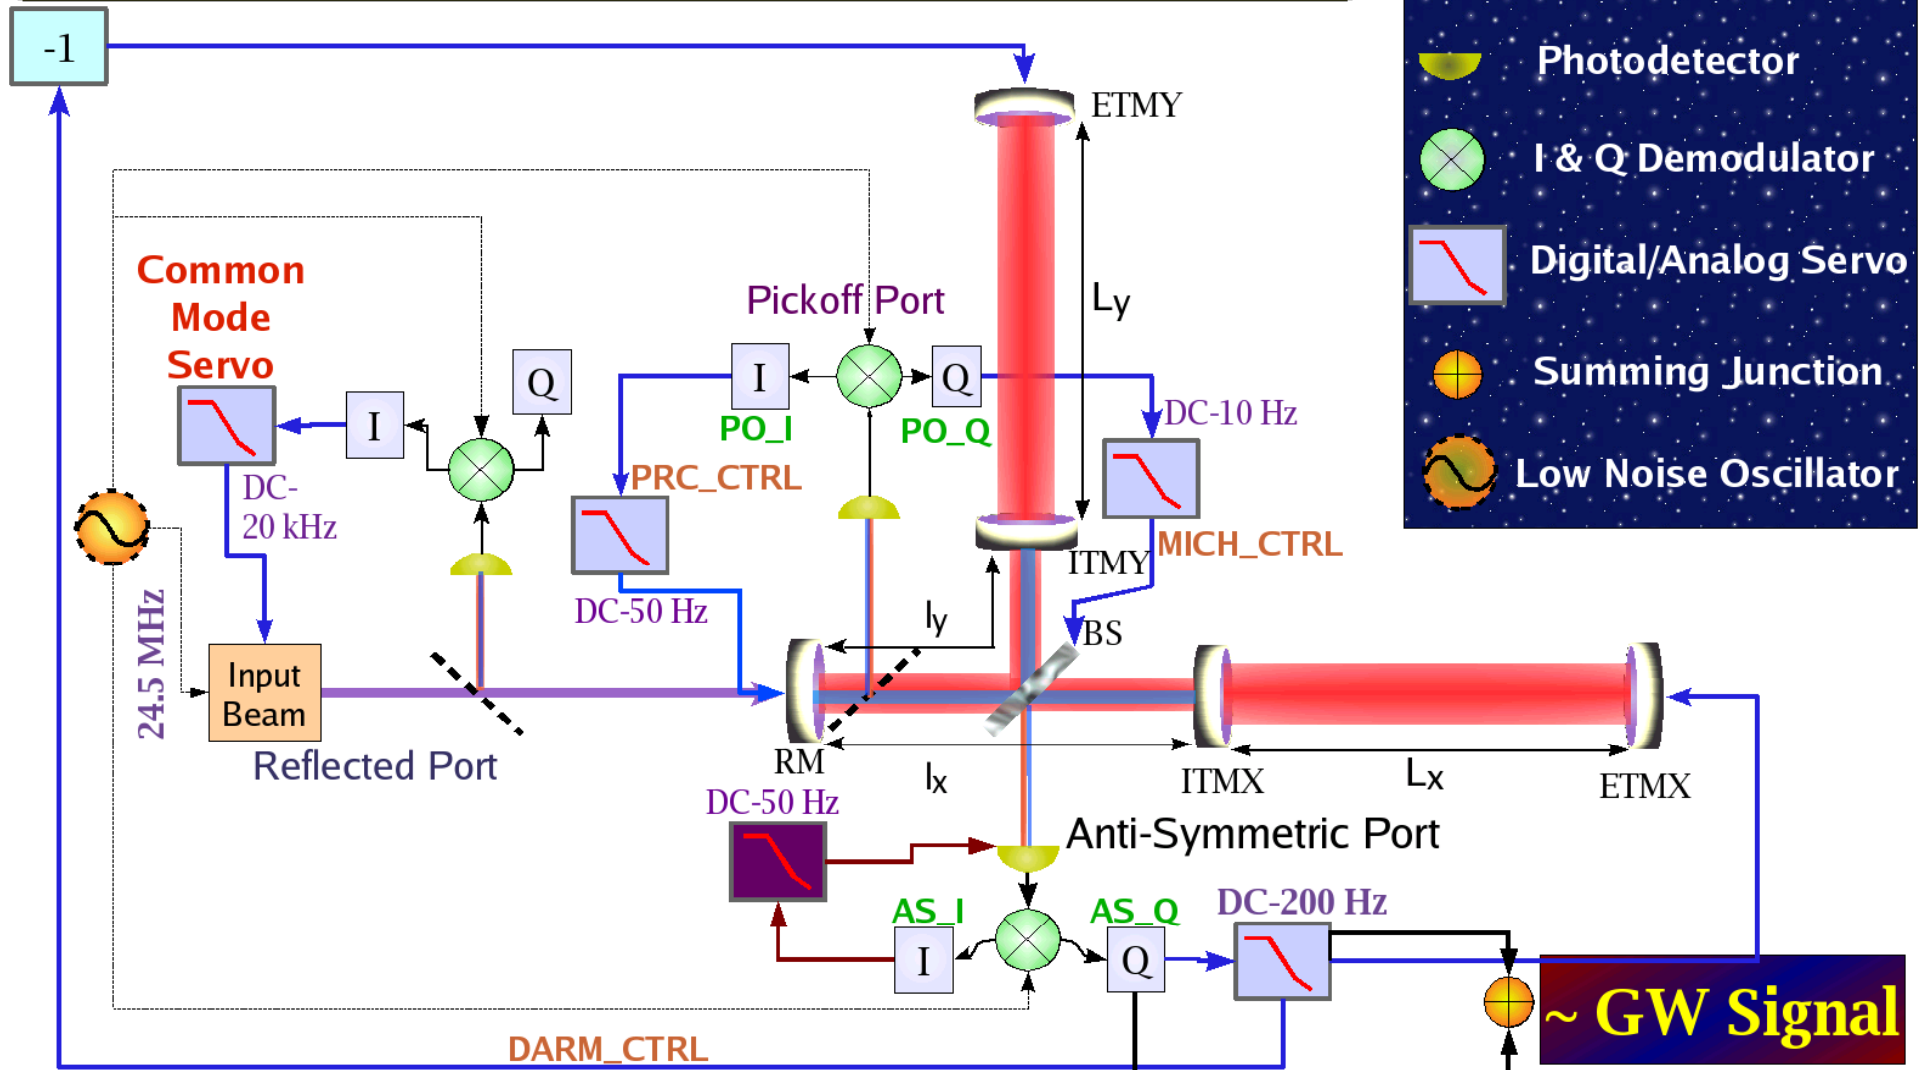 -1
ETMY
Photodetector
I & Q Demodulator
Digital/Analog Servo
Summing Junction
Low Noise Oscillator
Common
Mode
Servo
Pickoff Port
Ly
I
Q
I
Q
PO_I
PO_Q
DC-10 Hz
DC-
20 kHz
PRC_CTRL
MICH_CTRL
ITMY
DC-50 Hz
ly
BS
24.5 MHz
Input
Beam
Reflected Port
RM
lx
ITMX
Lx
ETMX
DC-50 Hz
Anti-Symmetric Port
AS_I
AS_Q
DC-200 Hz
I
Q
~ GW Signal
DARM_CTRL